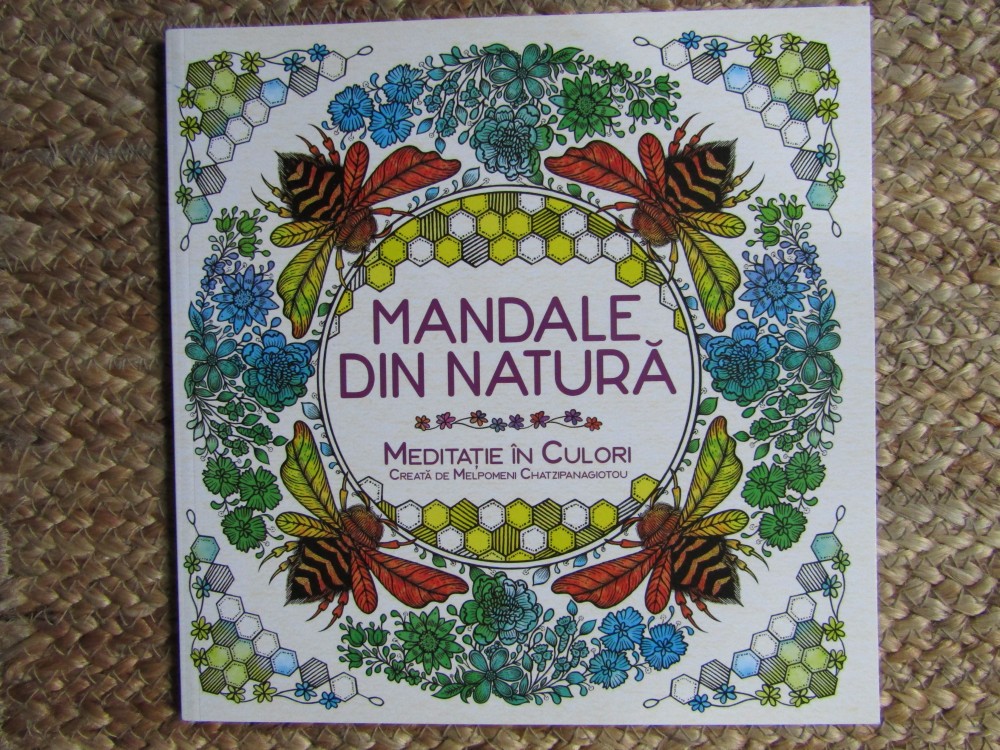 MANDALE
DIN NATURĂ
MEDITAȚIE ÎN CULORI
CREATĂ DE MELPOMENI CHATZIPANAGIOTOU